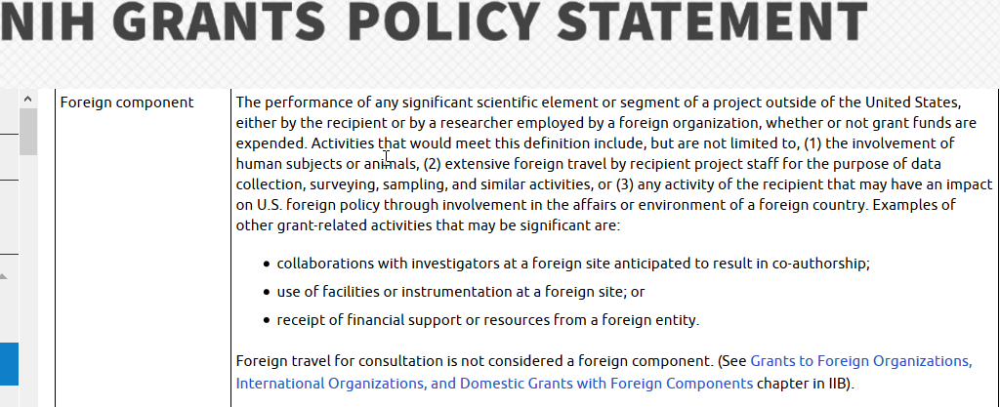 NIH GRANTS POLICY STATEMENT
Foreign component
The performance of any significant scientific element or segment of a project outside of the United States,
either by the recipient or by a researcher employed by a foreign organization, whether or not grant funds are
expended. Activities that would meet this definition include, but are not limited to, (1) the involvement of
human subjects or animals, (2) extensive foreign travel by recipient project staff for the purpose of data
collection, surveying, sampling, and similar activities, or (3) any activity of the recipient that may have an impact
on U.S. foreign policy through involvement in the affairs or environment of a foreign country. Examples of
other grant-related activities that may be significant are:
• collaborations with investigators at a foreign site anticipated to result in co-authorship;
• use of facilities or instrumentation at a foreign site; or
• receipt of financial support or resources from a foreign entity.
Foreign travel for consultation is not considered a foreign component. (See Grants to Foreign Organizations,
International Organizations, and Domestic Grants with Foreign Components chapter in IIB).